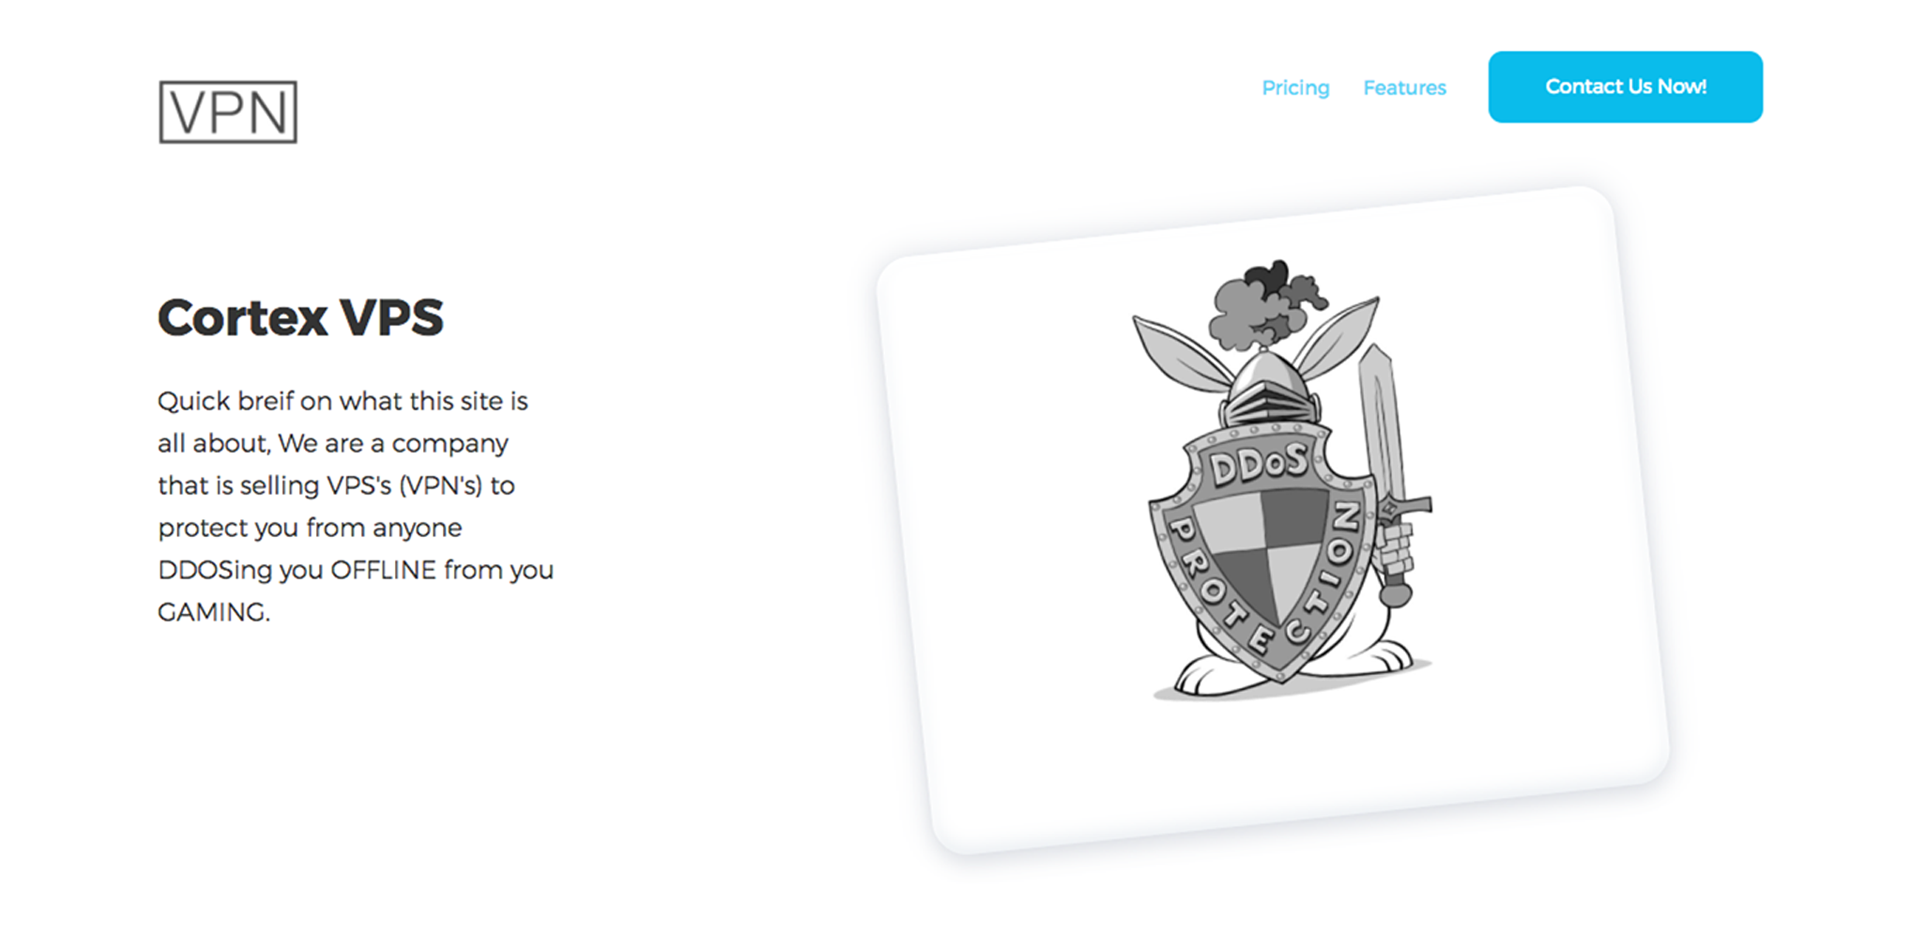 VPN
Pricing
Features
Contact Us Now!
Cortex VPS
Quick breif on what this site is
all about, We are a company
that is selling VPS's (VPN's) to
protect you from anyone
DDOSing you OFFLINE from you
GAMING.
DDoS
PROTECTION